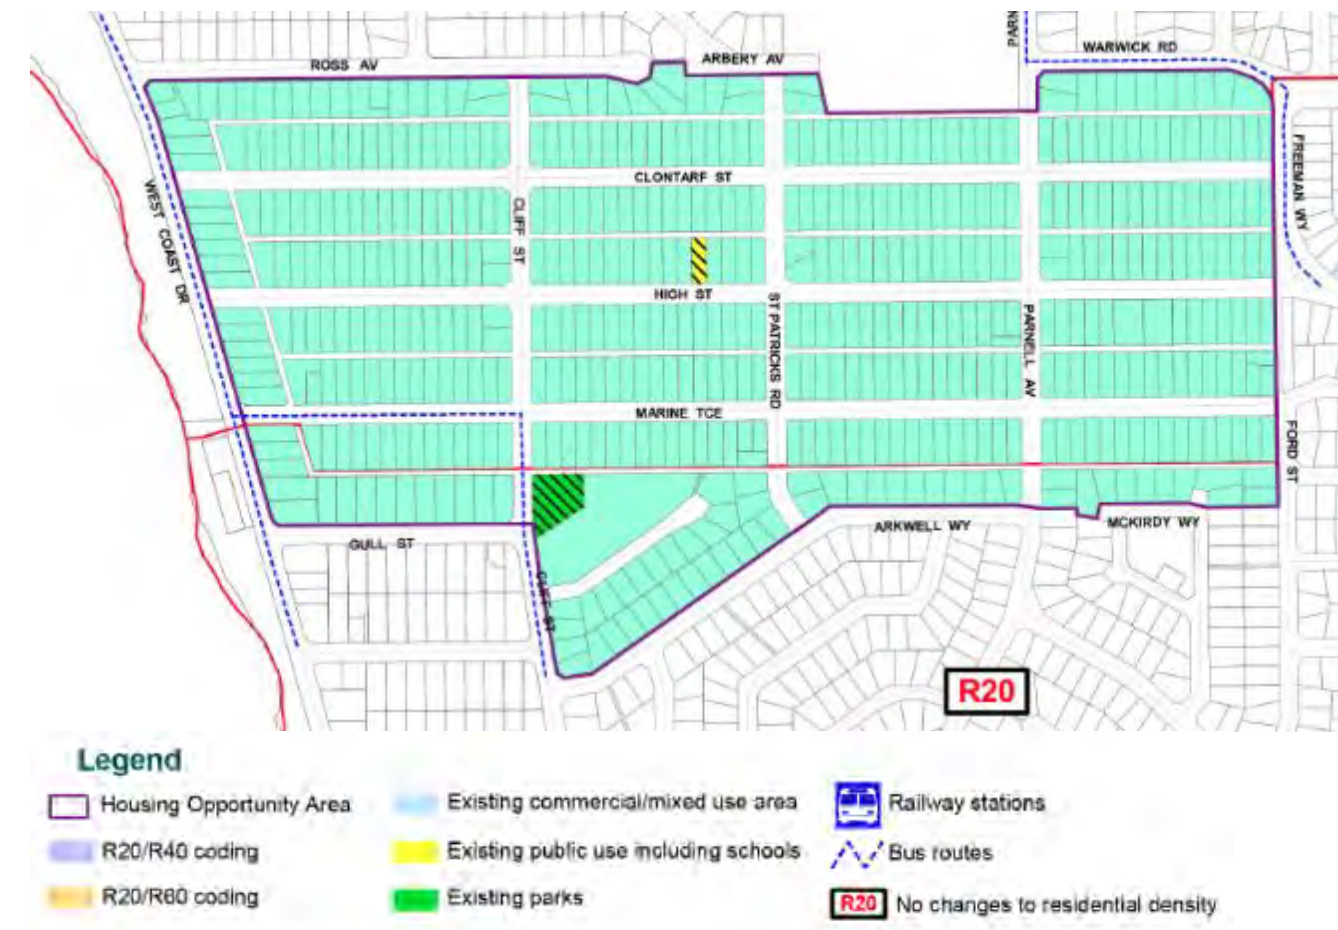 PARN
WARWICK RD
ARBERY AV
ROSS AV
FREEMAN WY
CLONTARF ST
WEST COAST DR
CLIFF ST
HIGH ST
ST PATRICKS RD
PARNELL AV
MARINE TCE
FORD ST
ARKWELL WY
MCKIRDY WY
GULL ST
CLIFF ST
R20
Legend
Housing Opportunity Area
Existing commercial/mixed use area
Railway stations
R20/R40 coding
Existing public use including schools
Bus routes
R20/R60 coding
Existing parks
R20 No changes to residential density